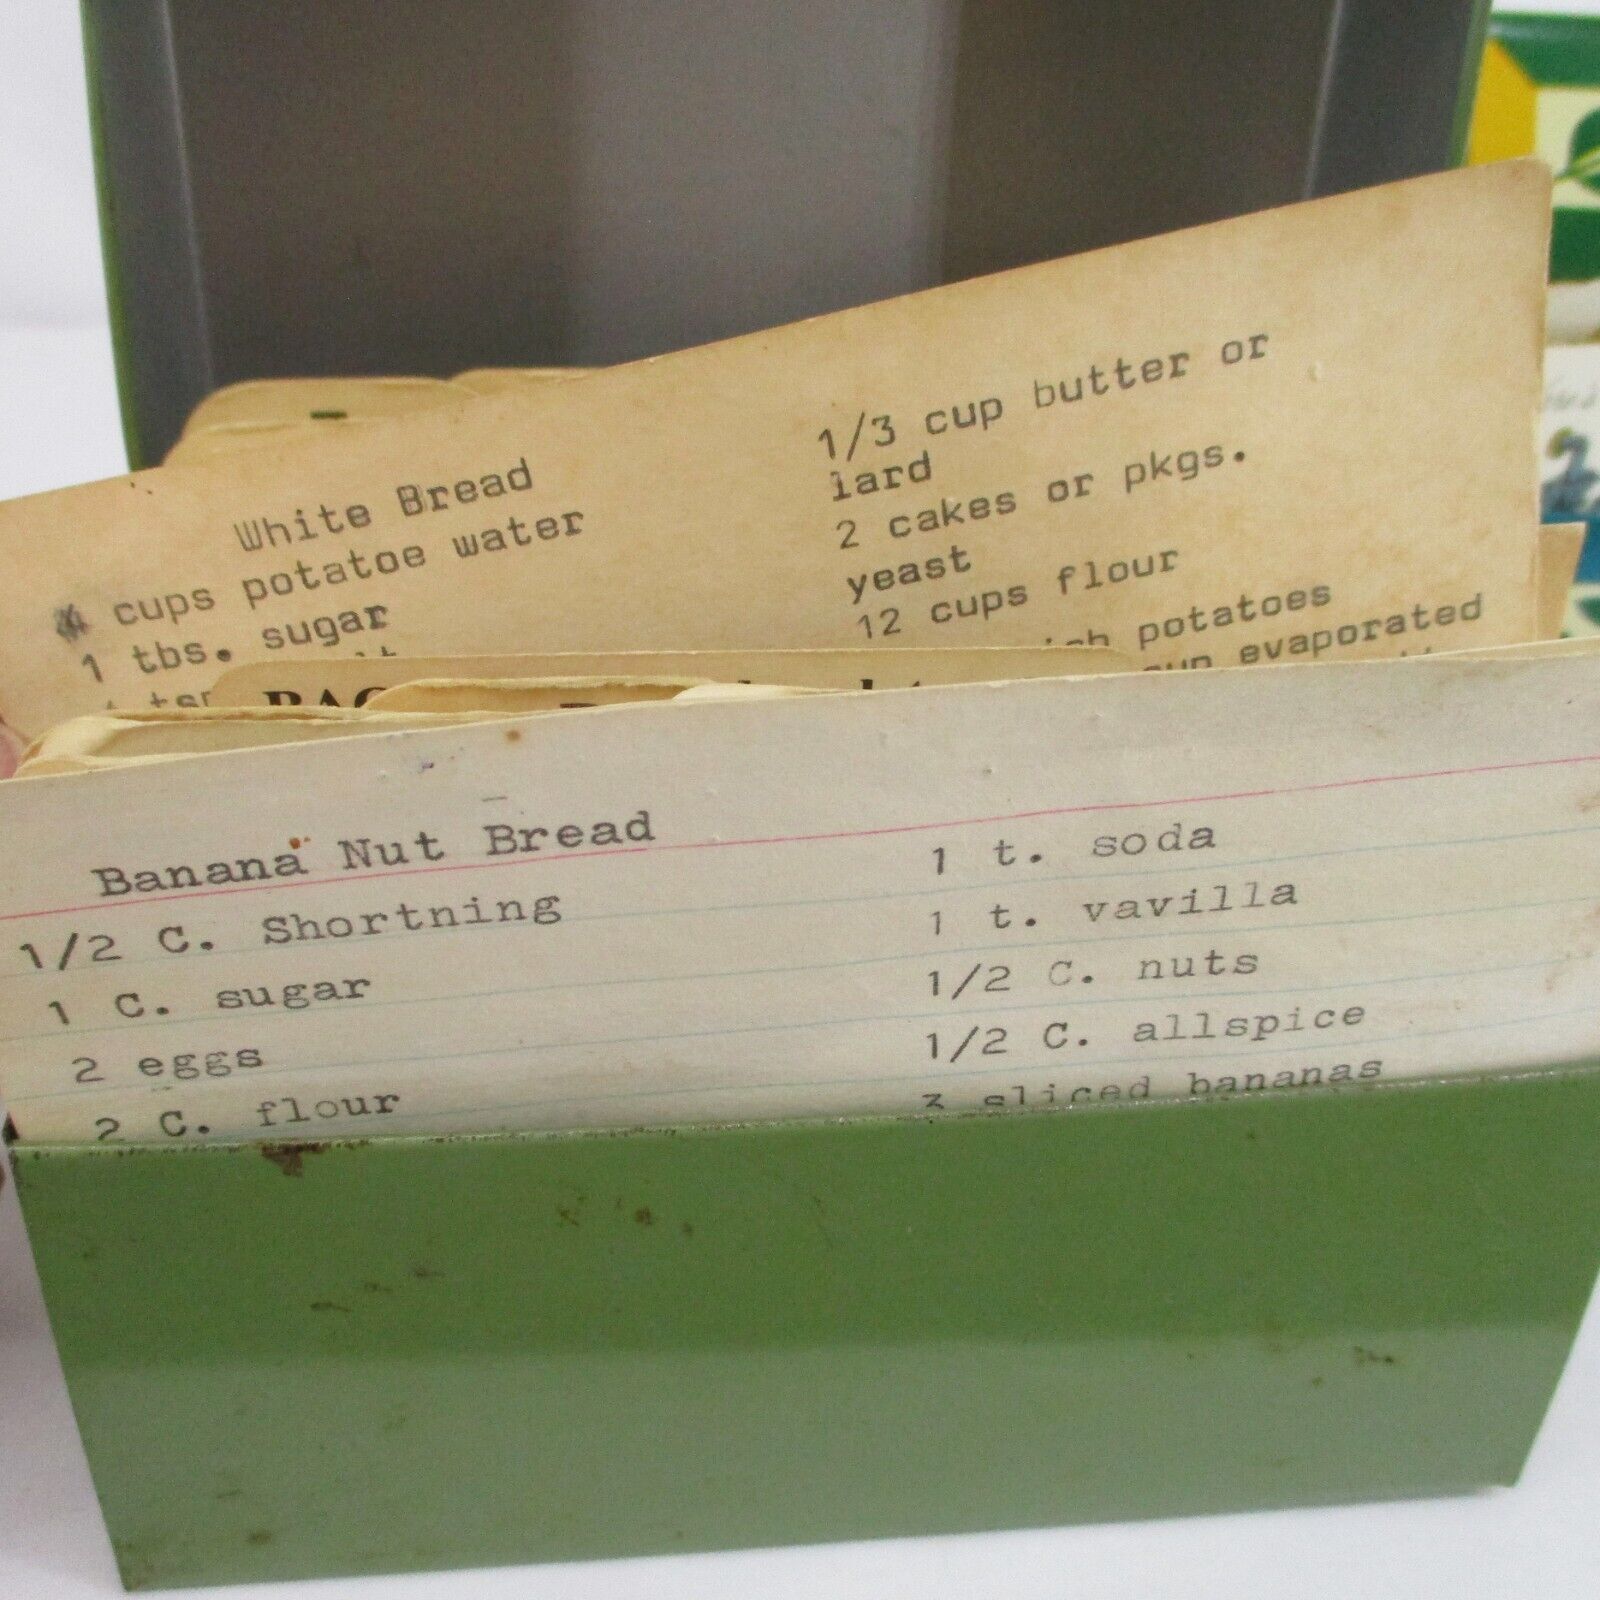 White Bread
4 cups potatoe water
1 tbs. sugar
1/3 cup butter or
lard
2 cakes or pkgs.
yeast
12 cups flour
potatoes
cup evaporated
Banana Nut Bread
1/2 C. Shortning
1 C. sugar
2 eggs
2 C. flour
1 t. soda
1 t. vavilla
1/2 C. nuts
1/2 C. allspice
3 sliced bananas